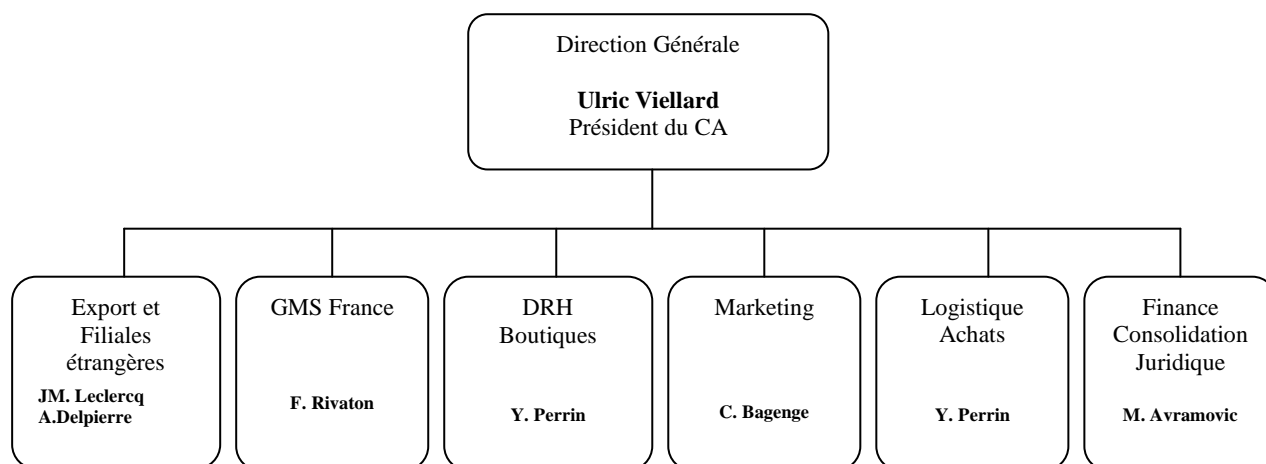 Direction Générale
Ulric Viellard
Président du CA
Export et
Filiales
étrangères
JM. Leclercq
A.Delpierre
GMS France
F. Rivaton
DRH
Boutiques
Y. Perrin
Marketing
C. Bagenge
Logistique
Achats
Y. Perrin
Finance
Consolidation
Juridique
M. Avramovic